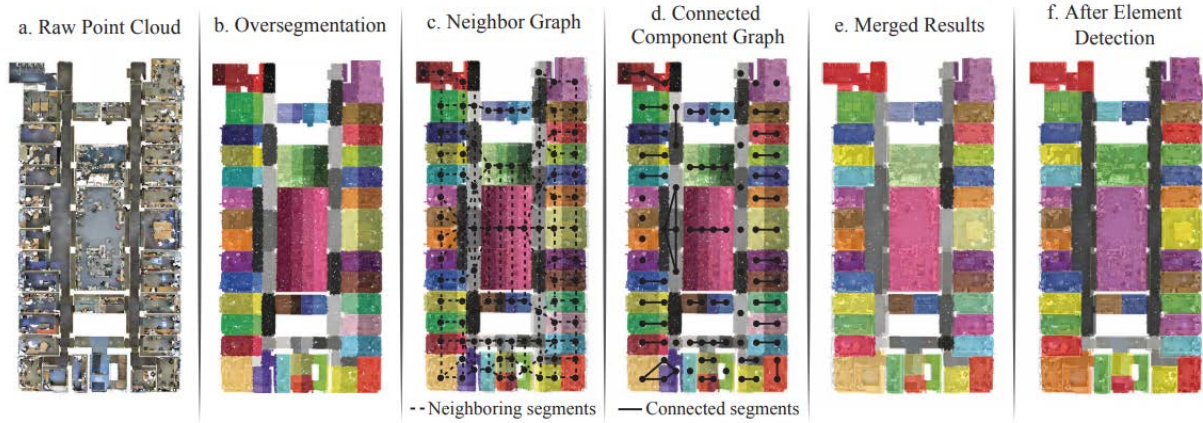 a. Raw Point Cloud
b. Oversegmentation
c. Neighbor Graph
d. Connected
Component Graph
e. Merged Results
f. After Element
Detection
Neighboring segments
Connected segments